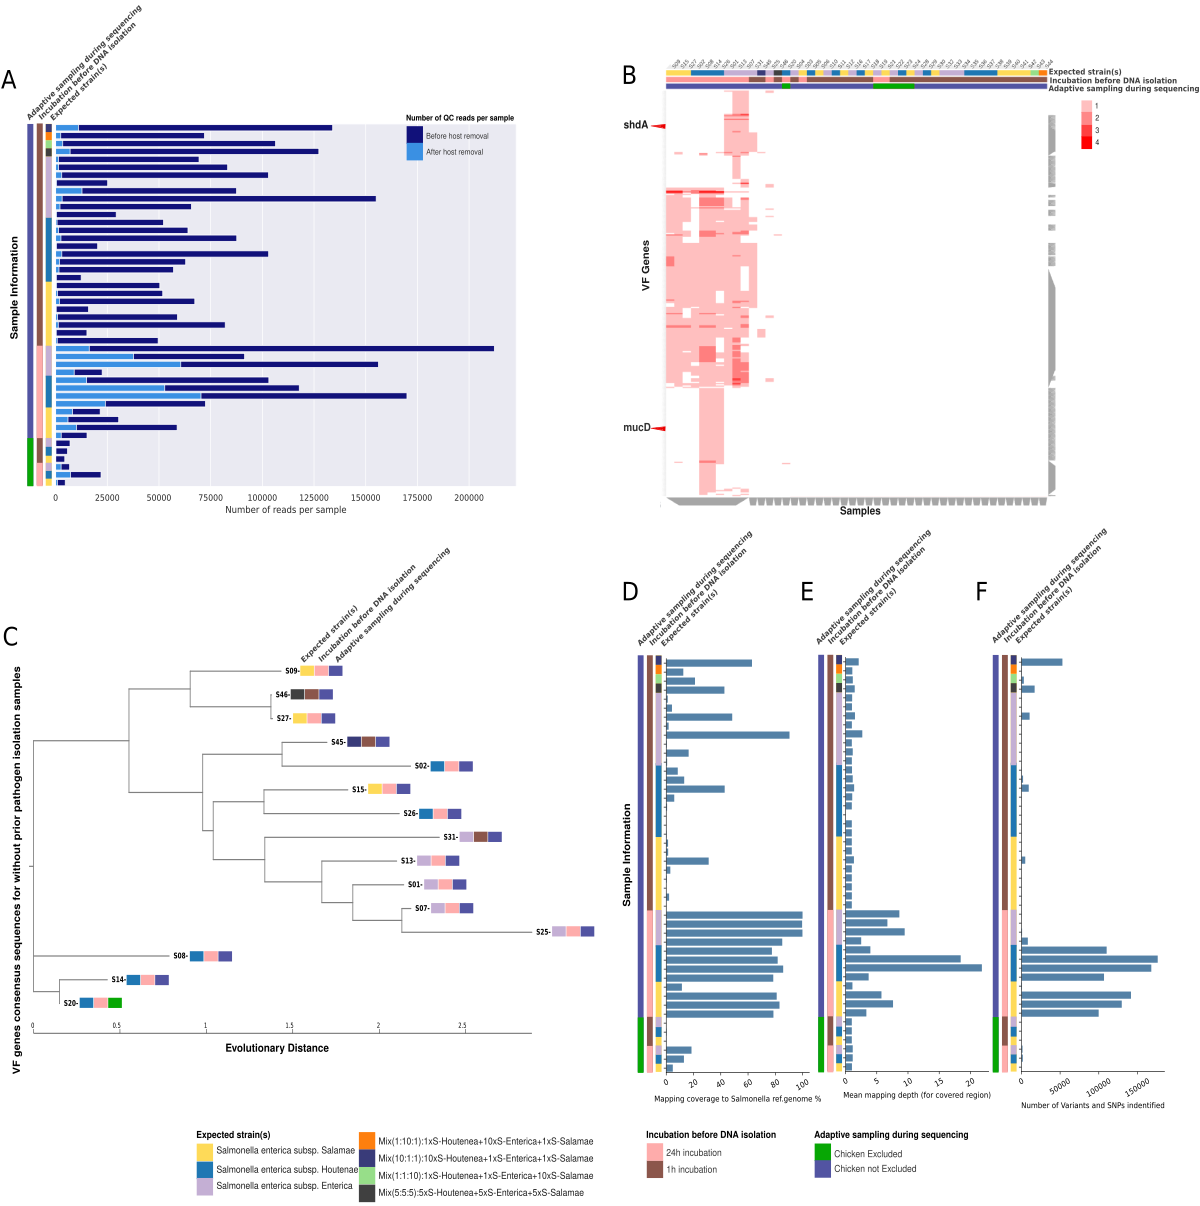 A
Adaptive sampling during sequencing
Incubation before DNA isolation
Expected strain(s)
Sample Information
Number of QC reads per sample
Before host removal
After host removal
0 25000 50000 75000 100000 125000 150000 175000 200000
Number of reads per sample
B
Expected strain(s)
Incubation before DNA isolation
Adaptive sampling during sequencing
1
2
3
4
shdA
mucD
VF Genes
Samples
C
Expected strain(s)
Incubation before DNA isolation
Adaptive sampling during sequencing
VF genes consensus sequences for without prior pathogen isolation samples
S09-
S46-
S27-
S45-
S02-
S15-
S26-
S31-
S13-
S01-
S07-
S25-
S08-
S14-
S20-
0 0.5 1 1.5 2 2.5
Evolutionary Distance
D
Adaptive sampling during sequencing
Incubation before DNA isolation
Expected strain(s)
Sample Information
0 20 40 60 80 100
Mapping coverage to Salmonella ref.genome %
E
Adaptive sampling during sequencing
Incubation before DNA isolation
Expected strain(s)
0 5 10 15 20
Mean mapping depth (for covered region)
F
Adaptive sampling during sequencing
Incubation before DNA isolation
Expected strain(s)
0 50000 100000 150000
Number of Variants and SNPs indentified
Expected strain(s)
Salmonella enterica subsp. Salamae
Salmonella enterica subsp. Houtenae
Salmonella enterica subsp. Enterica
Mix(1:10:1):1xS-Houtenea+10xS-Enterica+1xS-Salamae
Mix(10:1:1):10xS-Houtenea+1xS-Enterica+1xS-Salamae
Mix(1:1:10):1xS-Houtenea+1xS-Enterica+10xS-Salamae
Mix(5:5:5):5xS-Houtenea+5xS-Enterica+5xS-Salamae
Incubation before DNA isolation
24h incubation
1h incubation
Adaptive sampling during sequencing
Chicken Excluded
Chicken not Excluded